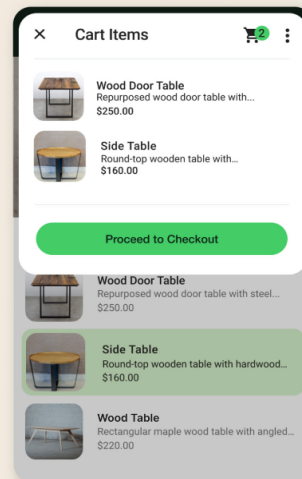 Cart Items
2
Wood Door Table
Repurposed wood door table with...
$250.00
Side Table
Round-top wooden table with...
$160.00
Proceed to Checkout
Wood Door Table
Repurposed wood door table with steel...
$250.00
Side Table
Round-top wooden table with hardwood...
$160.00
Wood Table
Rectangular maple wood table with angled...
$220.00